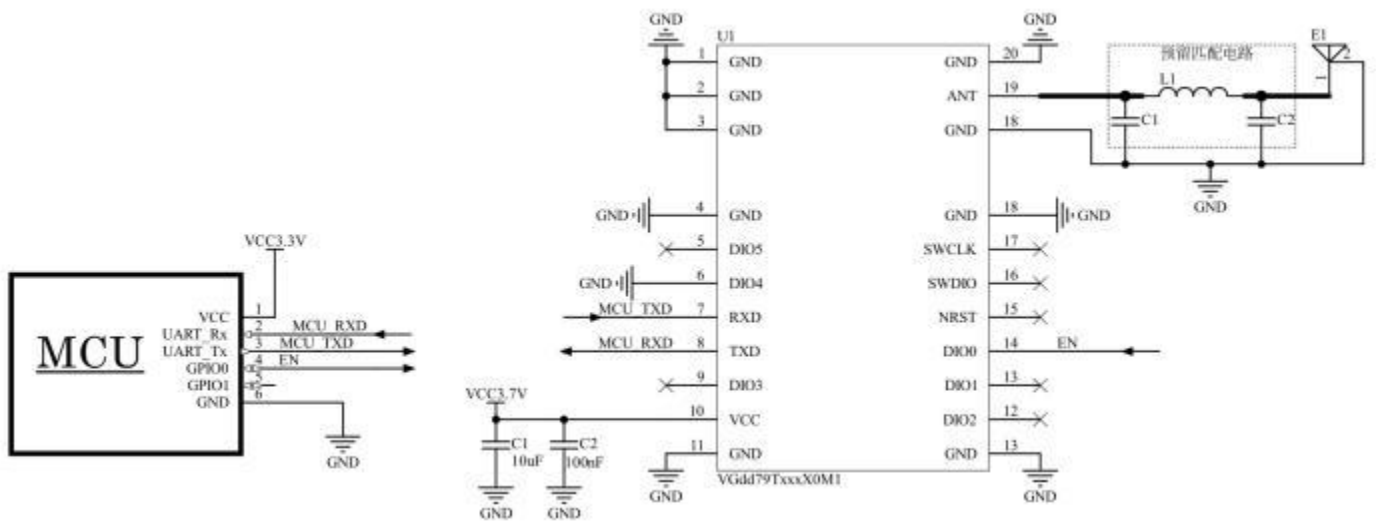 MCU
VCC3.3V
VCC 1
UART_Rx 2 MCU_RXD
UART_Tx 3 MCU_TXD
GPIO0 4 EN
GPIO1 5
GND 6
GND
U1
GND
1 GND
2 GND
3 GND
GND 4 GND
5 DIO5
GND 6 DIO4
MCU_TXD 7 RXD
MCU_RXD 8 TXD
9 DIO3
VCC3.7V
10 VCC
11 GND
GND
C1
10uF
C2
100nF
GND
GND
VGdd79TxxxX0M1
GND
GND 20
ANT 19
GND 18
GND 18 GND
SWCLK 17
SWDIO 16
NRST 15
DIO0 14 EN
DIO1 13
DIO2 12
GND 13
GND
预留匹配电路
L1
C1
C2
E1
1
2
GND